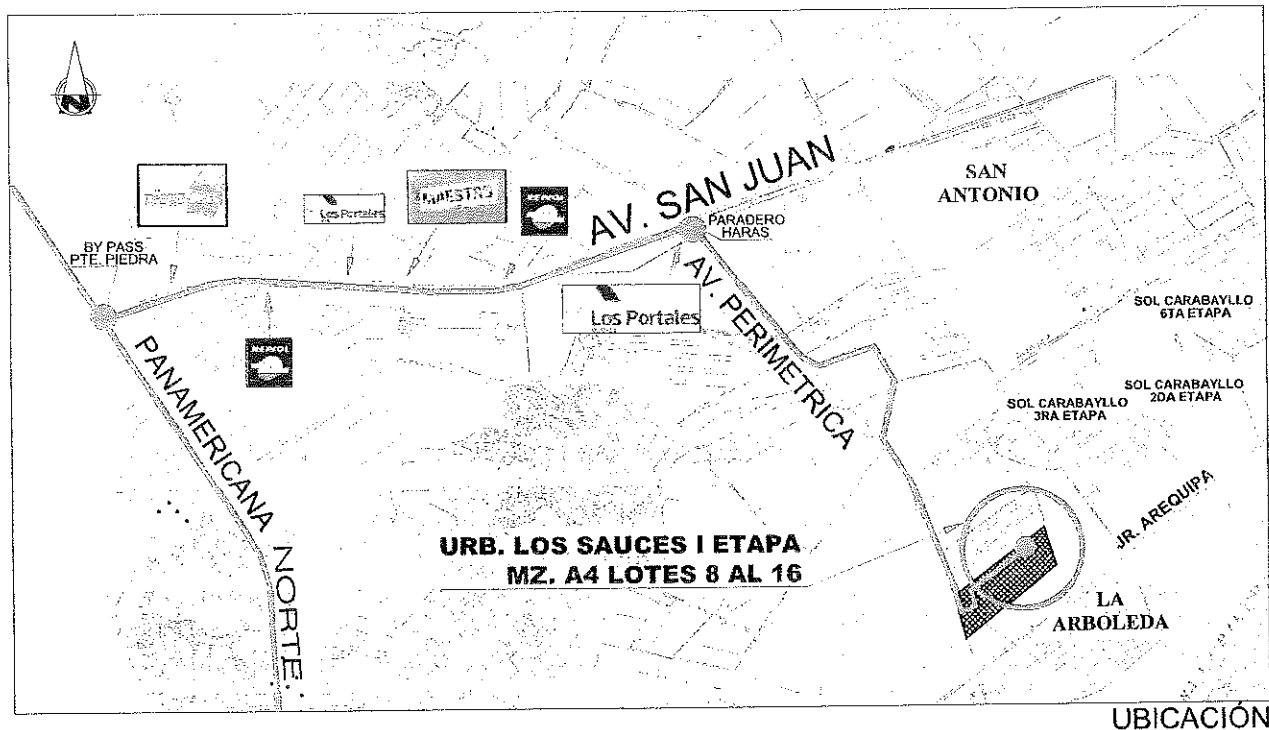 N
AV. SAN JUAN
SAN
ANTONIO
Los Portales
MAESTRO
PARADERO
HARAS
BY PASS
PTE. PIEDRA
Los Portales
AV. PERIMETRICA
SOL CARABAYLLO
6TA ETAPA
PANAMERICANA NORTE.
SOL CARABAYLLO
2DA ETAPA
SOL CARABAYLLO
3RA ETAPA
JR. AREQUIPA
URB. LOS SAUCES I ETAPA
MZ. A4 LOTES 8 AL 16
LA
ARBOLEDA
UBICACIÓN